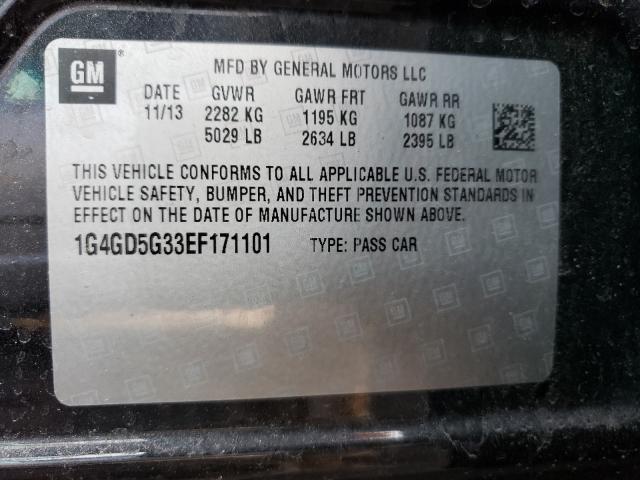 GM ®
MFD BY GENERAL MOTORS LLC
DATE GVWR GAWR FRT GAWR RR
11/13 2282 KG 1195 KG 1087 KG
5029 LB 2634 LB 2395 LB
THIS VEHICLE CONFORMS TO ALL APPLICABLE U.S. FEDERAL MOTOR
VEHICLE SAFETY, BUMPER, AND THEFT PREVENTION STANDARDS IN
EFFECT ON THE DATE OF MANUFACTURE SHOWN ABOVE.
1G4GD5G33EF171101 TYPE: PASS CAR